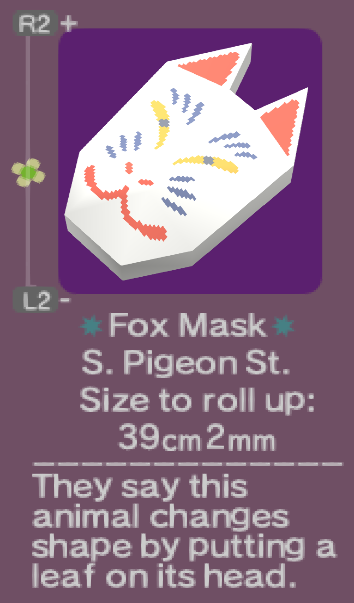 R2 +
L2 -
Fox Mask
S. Pigeon St.
Size to roll up:
39cm2mm
They say this
animal changes
shape by putting a
leaf on its head.